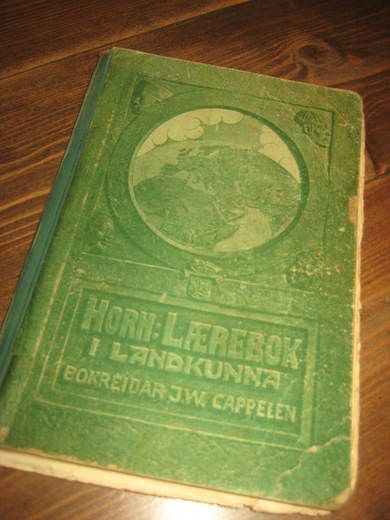 HORN: LÆREBOK
I LANDKUNNA
BOKREIDAR J.W. CAPPELEN